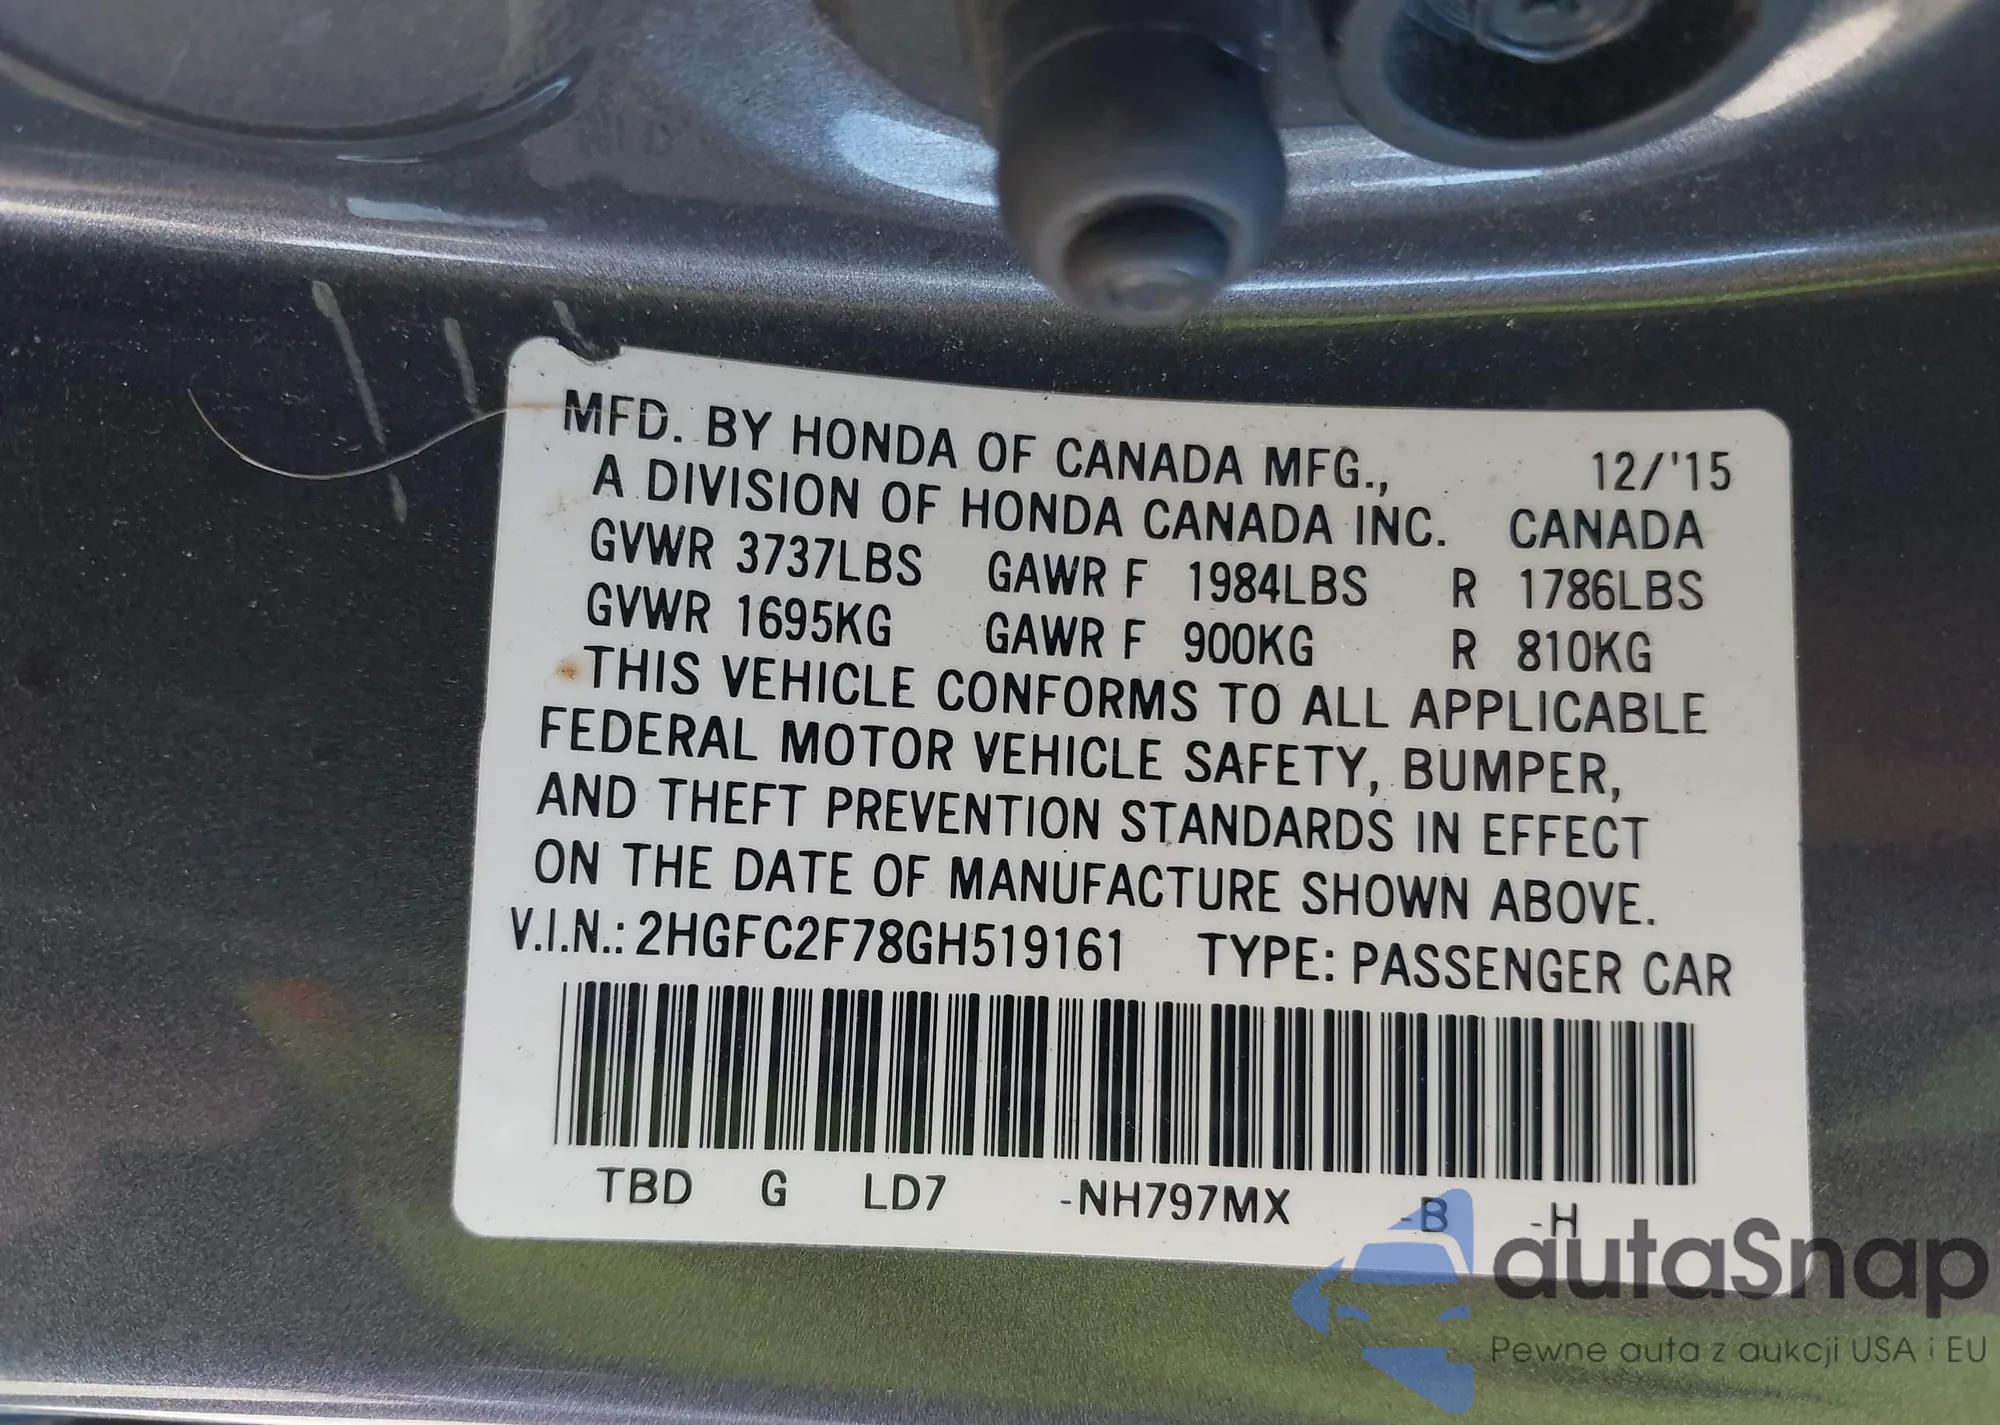 MFD. BY HONDA OF CANADA MFG., 12/'15
A DIVISION OF HONDA CANADA INC. CANADA
GVWR 3737LBS GAWR F 1984LBS R 1786LBS
GVWR 1695KG GAWR F 900KG R 810KG
THIS VEHICLE CONFORMS TO ALL APPLICABLE
FEDERAL MOTOR VEHICLE SAFETY, BUMPER,
AND THEFT PREVENTION STANDARDS IN EFFECT
ON THE DATE OF MANUFACTURE SHOWN ABOVE.
V.I.N.: 2HGFC2F78GH519161 TYPE: PASSENGER CAR
TBD G LD7 -NH797MX -B -H
autaSnap
Pewne auta z aukcji USA i EU